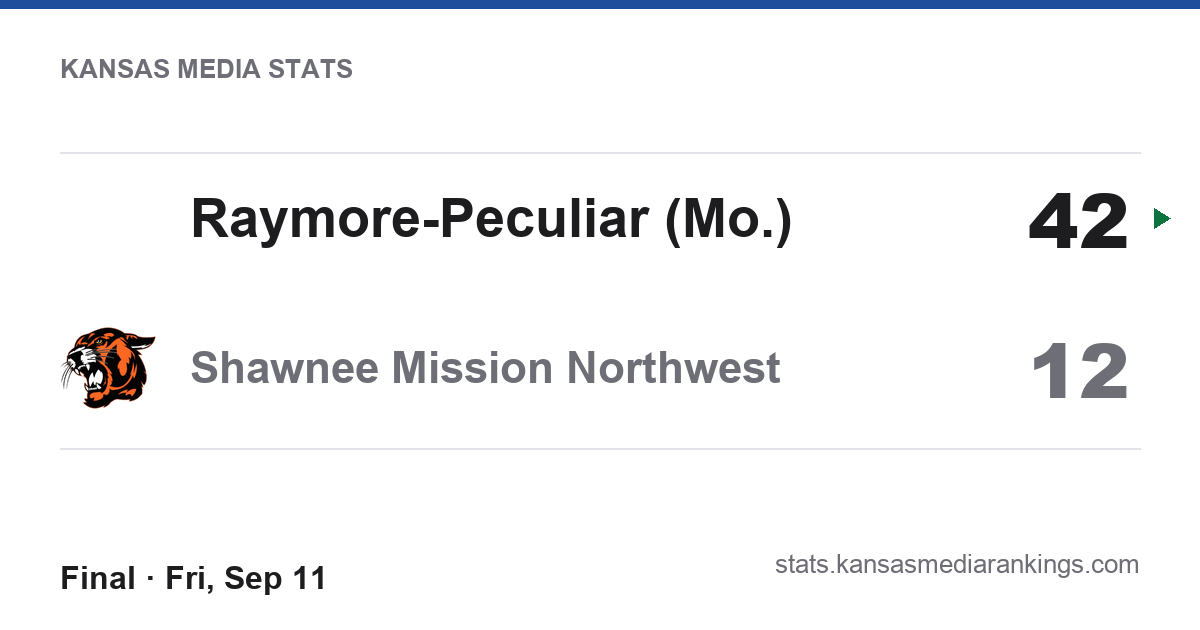 KANSAS MEDIA STATS
Raymore-Peculiar (Mo.) 42
Shawnee Mission Northwest 12
Final · Fri, Sep 11
stats.kansasmediarankings.com